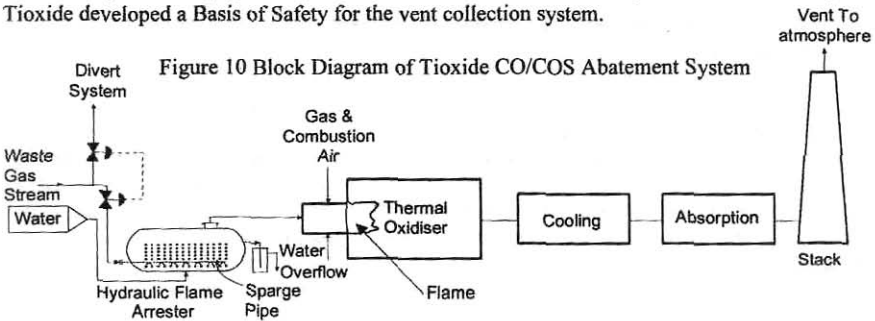 Tioxide developed a Basis of Safety for the vent collection system.
Vent To
atmosphere
Figure 10 Block Diagram of Tioxide CO/COS Abatement System
Divert
System
Gas &
Combustion
Air
Waste
Gas
Stream
Water
Thermal
Oxidiser
Cooling
Absorption
Water
Overflow
Stack
Hydraulic Flame
Arrester
Sparge
Pipe
Flame